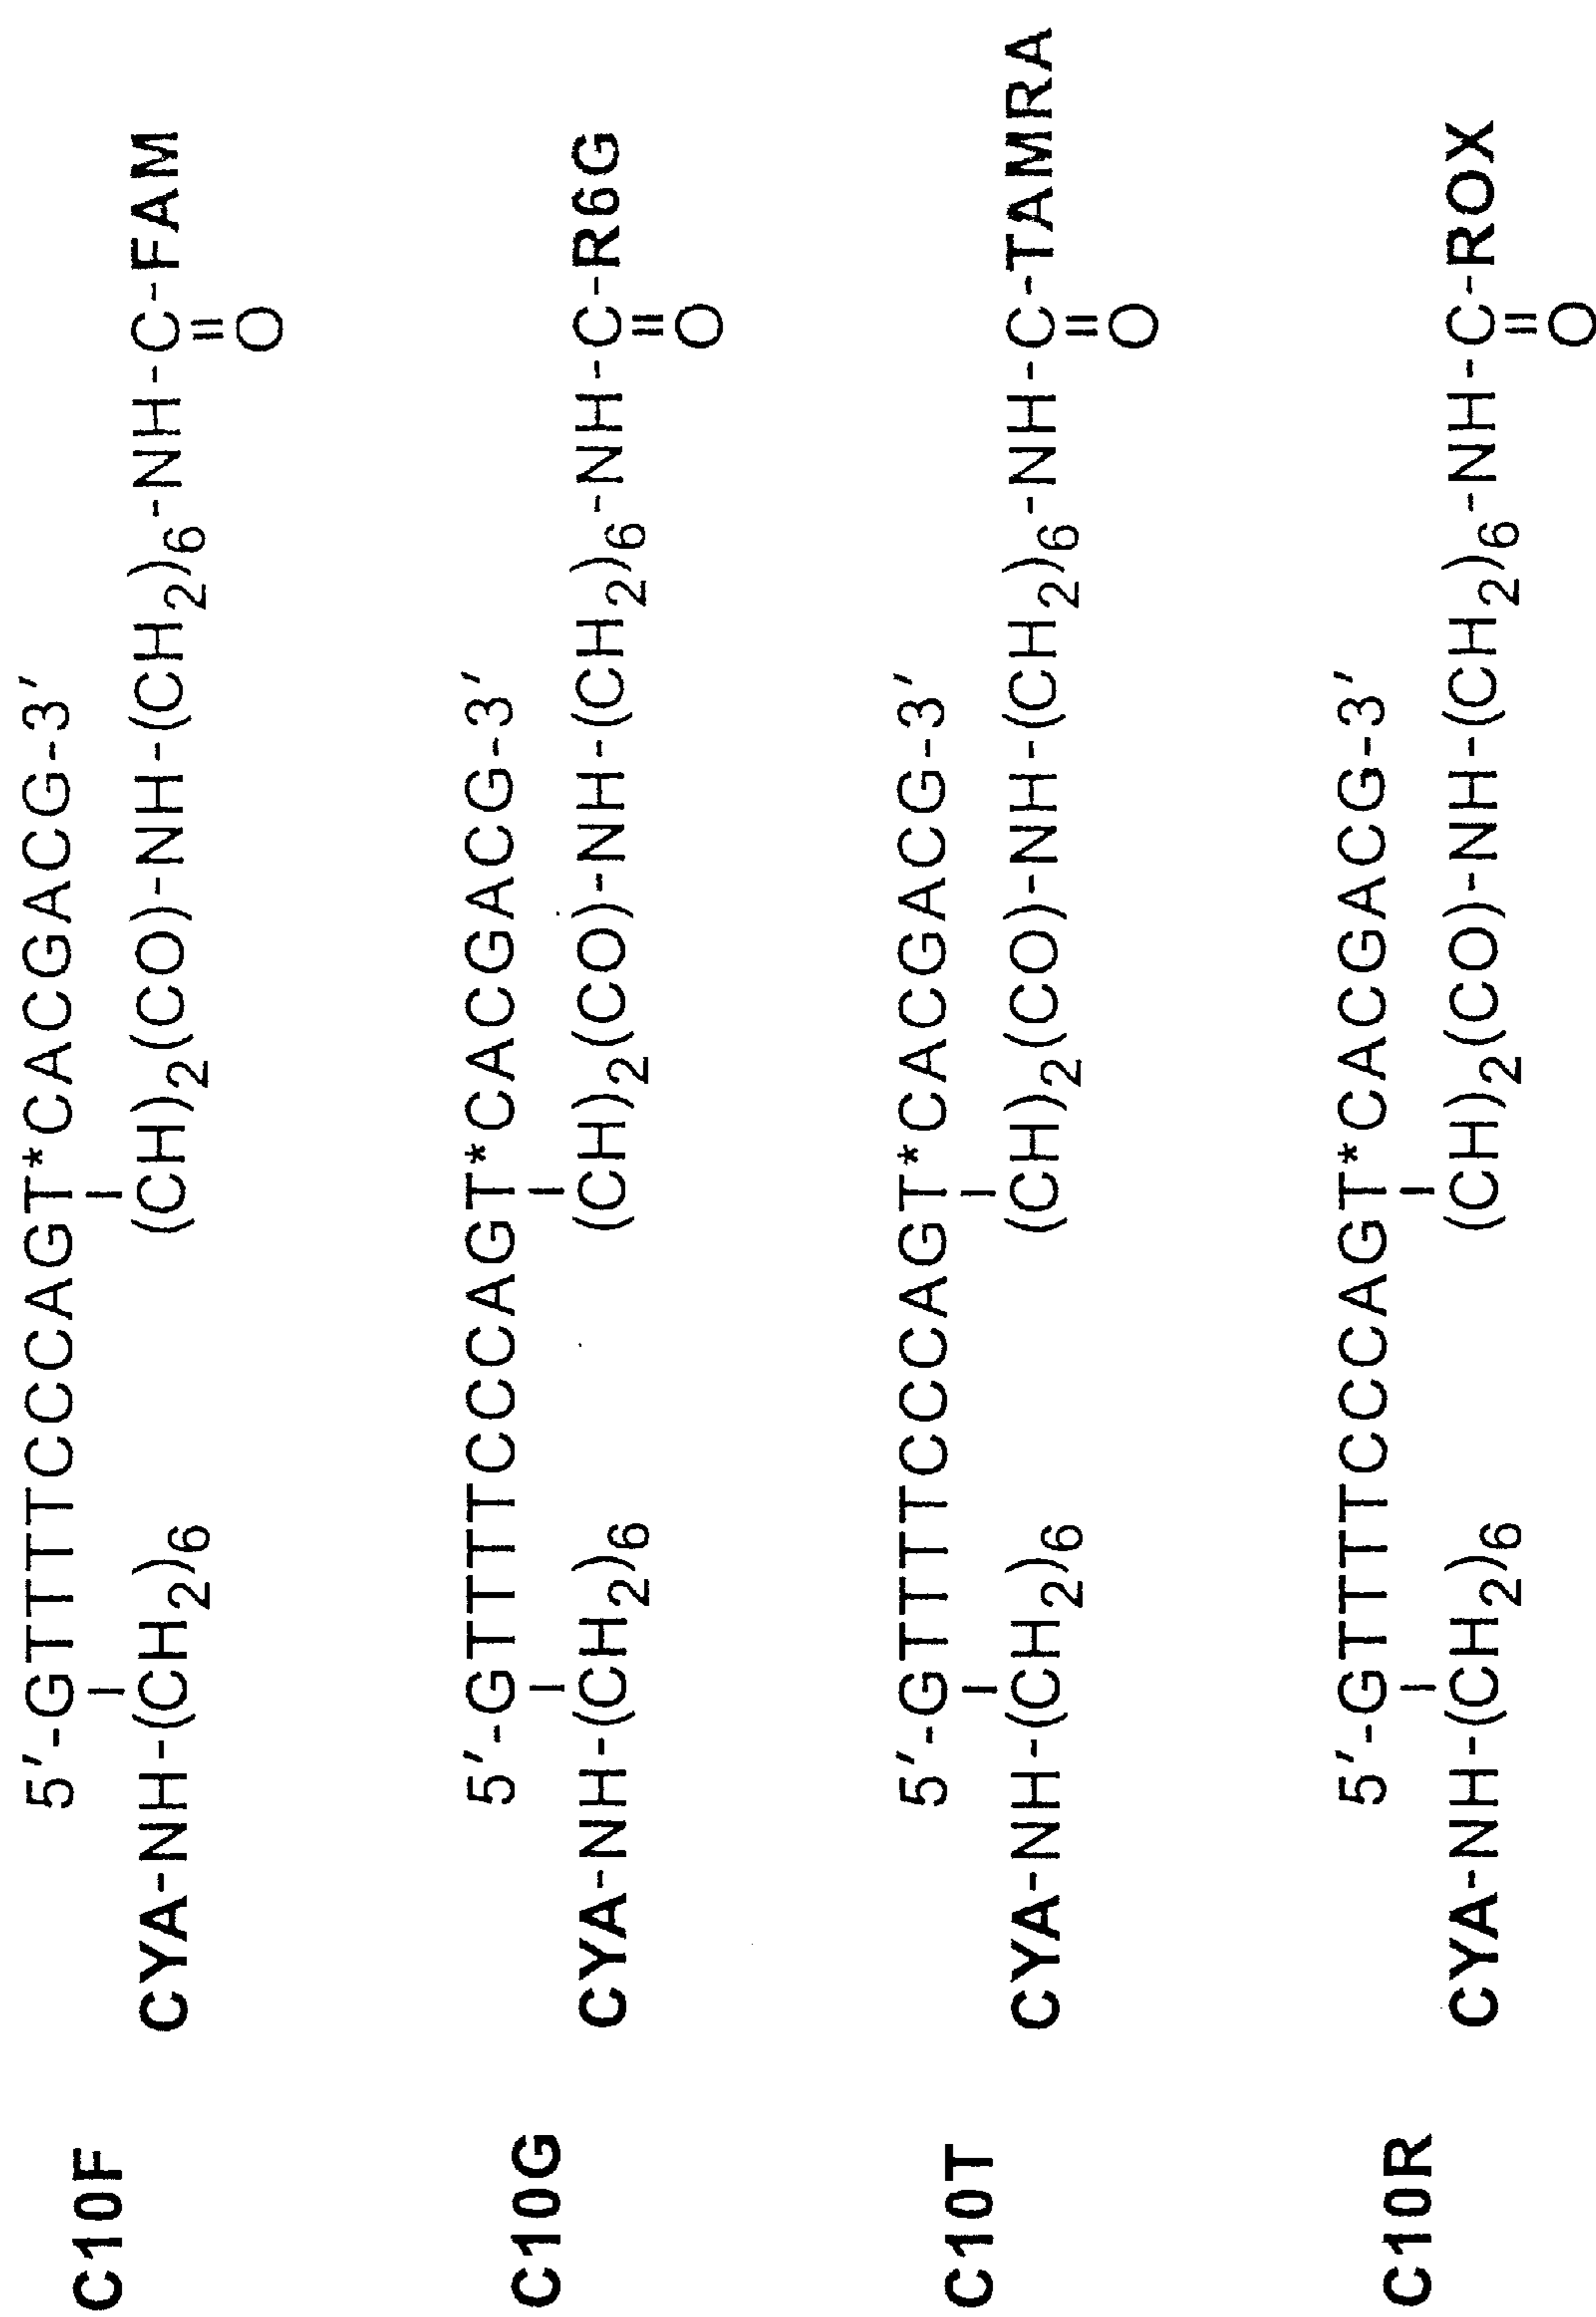 5′-GTTTTCCCAGT*CACGACG-3′
C10F
CYA-NH-(CH2)6 (CH)2(CO)-NH-(CH2)6-NH-C-FAM
O
5′-GTTTTCCCAGT*CACGACG-3′
C10G
CYA-NH-(CH2)6 (CH)2(CO)-NH-(CH2)6-NH-C-R6G
O
5′-GTTTTCCCAGT*CACGACG-3′
C10T
CYA-NH-(CH2)6 (CH)2(CO)-NH-(CH2)6-NH-C-TAMRA
O
5′-GTTTTCCCAGT*CACGACG-3′
C10R
CYA-NH-(CH2)6 (CH)2(CO)-NH-(CH2)6-NH-C-ROX
O